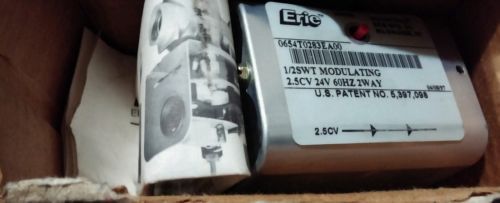 Erie
0654T0283EA00
1/2SWT MODULATING
2.5CV 24V 60HZ 2WAY
U.S. PATENT NO. 5,397,098
2.5CV